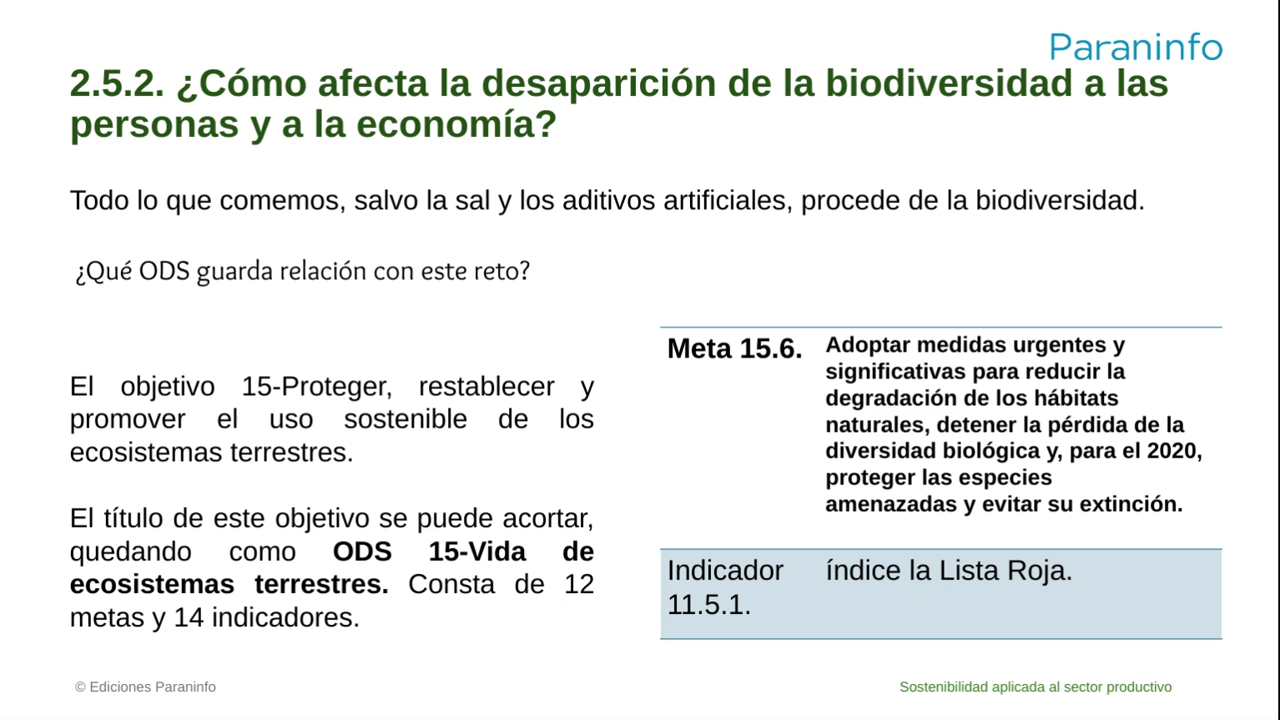 Paraninfo
2.5.2. ¿Cómo afecta la desaparición de la biodiversidad a las
personas y a la economía?
Todo lo que comemos, salvo la sal y los aditivos artificiales, procede de la biodiversidad.
¿Qué ODS guarda relación con este reto?
El objetivo 15-Proteger, restablecer y
promover el uso sostenible de los
ecosistemas terrestres.
El título de este objetivo se puede acortar,
quedando como ODS 15-Vida de
ecosistemas terrestres. Consta de 12
metas y 14 indicadores.
Meta 15.6.
Adoptar medidas urgentes y
significativas para reducir la
degradación de los hábitats
naturales, detener la pérdida de la
diversidad biológica y, para el 2020,
proteger las especies
amenazadas y evitar su extinción.
Indicador
11.5.1.
índice la Lista Roja.
© Ediciones Paraninfo
Sostenibilidad aplicada al sector productivo